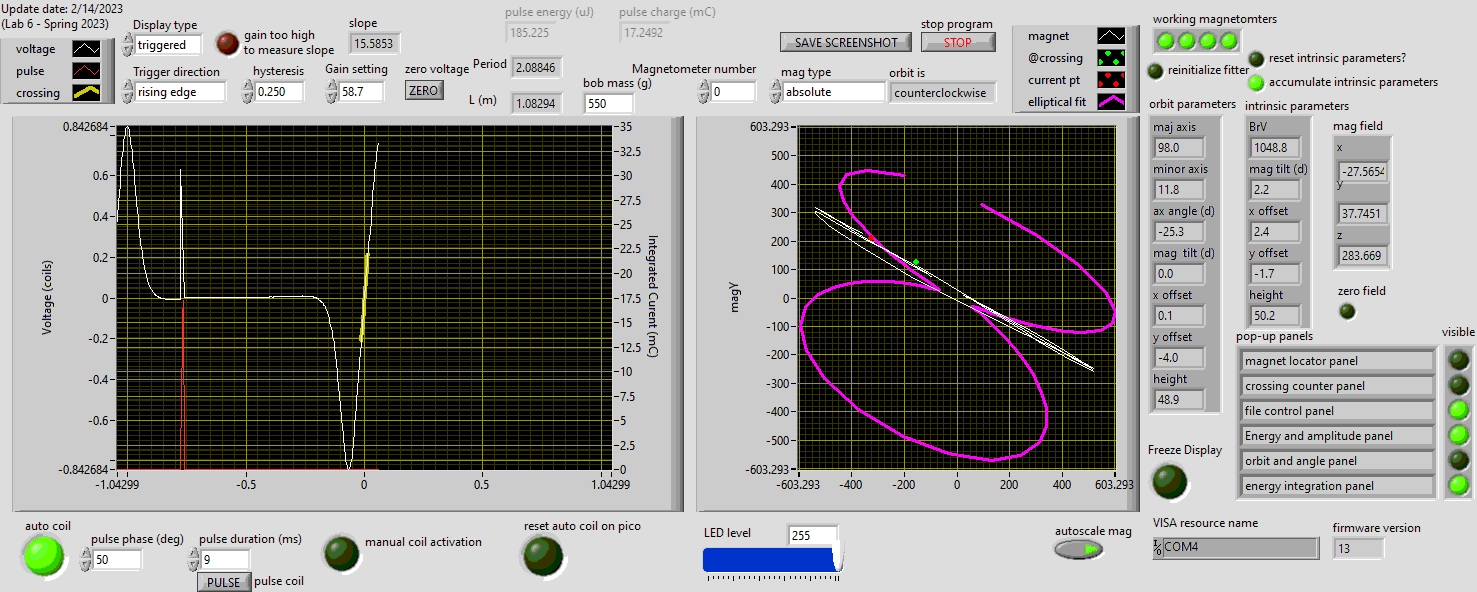 Update date: 2/14/2023
(Lab 6 - Spring 2023)
voltage
pulse
crossing
Display type
triggered
gain too high
to measure slope
slope
15.5853
Trigger direction
rising edge
hysteresis
0.250
Gain setting
58.7
zero voltage
ZERO
pulse energy (uJ)
185.225
pulse charge (mC)
17.2492
Period
2.08846
L (m)
1.08294
bob mass (g)
550
Magnetometer number
0
mag type
absolute
orbit is
counterclockwise
SAVE SCREENSHOT
stop program
STOP
magnet
@crossing
current pt
elliptical fit
working magnetomters
reinitialize fitter
reset intrinsic parameters?
accumulate intrinsic parameters
orbit parameters
maj axis
98.0
minor axis
11.8
ax angle (d)
-25.3
mag tilt (d)
0.0
x offset
0.1
y offset
-4.0
height
48.9
intrinsic parameters
BrV
1048.8
mag tilt (d)
2.2
x offset
2.4
y offset
-1.7
height
50.2
mag field
x
-27.5654
y
37.7451
z
283.669
zero field
pop-up panels
visible
magnet locator panel
crossing counter panel
file control panel
Energy and amplitude panel
orbit and angle panel
energy integration panel
Freeze Display
Voltage (coils)
0.842684
0.6
0.4
0.2
0
-0.2
-0.4
-0.6
-0.842684
-1.04299
-0.5
0
0.5
1.04299
35
32.5
30
27.5
25
22.5
20
17.5
15
12.5
10
7.5
5
2.5
0
Integrated Current (mC)
magY
603.293
500
400
300
200
100
0
-100
-200
-300
-400
-500
-603.293
-603.293
-400
-200
0
200
400
603.293
auto coil
pulse phase (deg)
50
pulse duration (ms)
9
PULSE
pulse coil
manual coil activation
reset auto coil on pico
LED level
255
autoscale mag
VISA resource name
COM4
firmware version
13